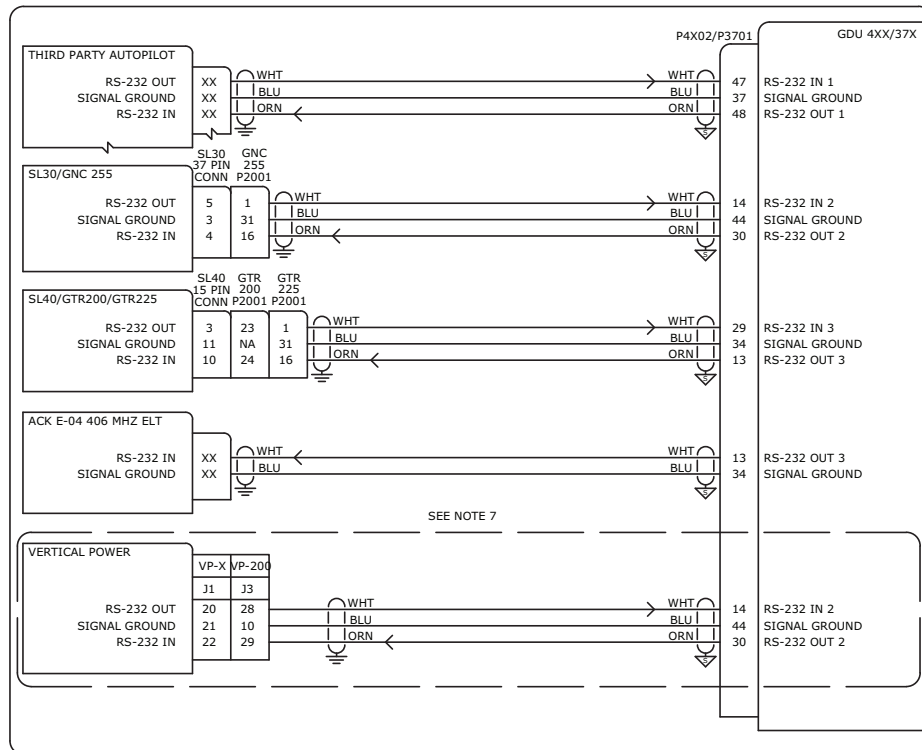 P4X02/P3701
GDU 4XX/37X
THIRD PARTY AUTOPILOT
RS-232 OUT XX WHT WHT 47 RS-232 IN 1
SIGNAL GROUND XX BLU BLU 37 SIGNAL GROUND
RS-232 IN XX ORN ORN 48 RS-232 OUT 1
S
SL30/GNC 255
SL30 37 PIN CONN
GNC 255 P2001
RS-232 OUT 5 1 WHT WHT 14 RS-232 IN 2
SIGNAL GROUND 3 31 BLU BLU 44 SIGNAL GROUND
RS-232 IN 4 16 ORN ORN 30 RS-232 OUT 2
S
SL40/GTR200/GTR225
SL40 15 PIN CONN
GTR 200 P2001
GTR 225 P2001
RS-232 OUT 3 23 1 WHT WHT 29 RS-232 IN 3
SIGNAL GROUND 11 NA 31 BLU BLU 34 SIGNAL GROUND
RS-232 IN 10 24 16 ORN ORN 13 RS-232 OUT 3
S
ACK E-04 406 MHZ ELT
RS-232 IN XX WHT WHT 13 RS-232 OUT 3
SIGNAL GROUND XX BLU BLU 34 SIGNAL GROUND
S
SEE NOTE 7
VERTICAL POWER
VP-X VP-200
J1 J3
RS-232 OUT 20 28 WHT WHT 14 RS-232 IN 2
SIGNAL GROUND 21 10 BLU BLU 44 SIGNAL GROUND
RS-232 IN 22 29 ORN ORN 30 RS-232 OUT 2
S